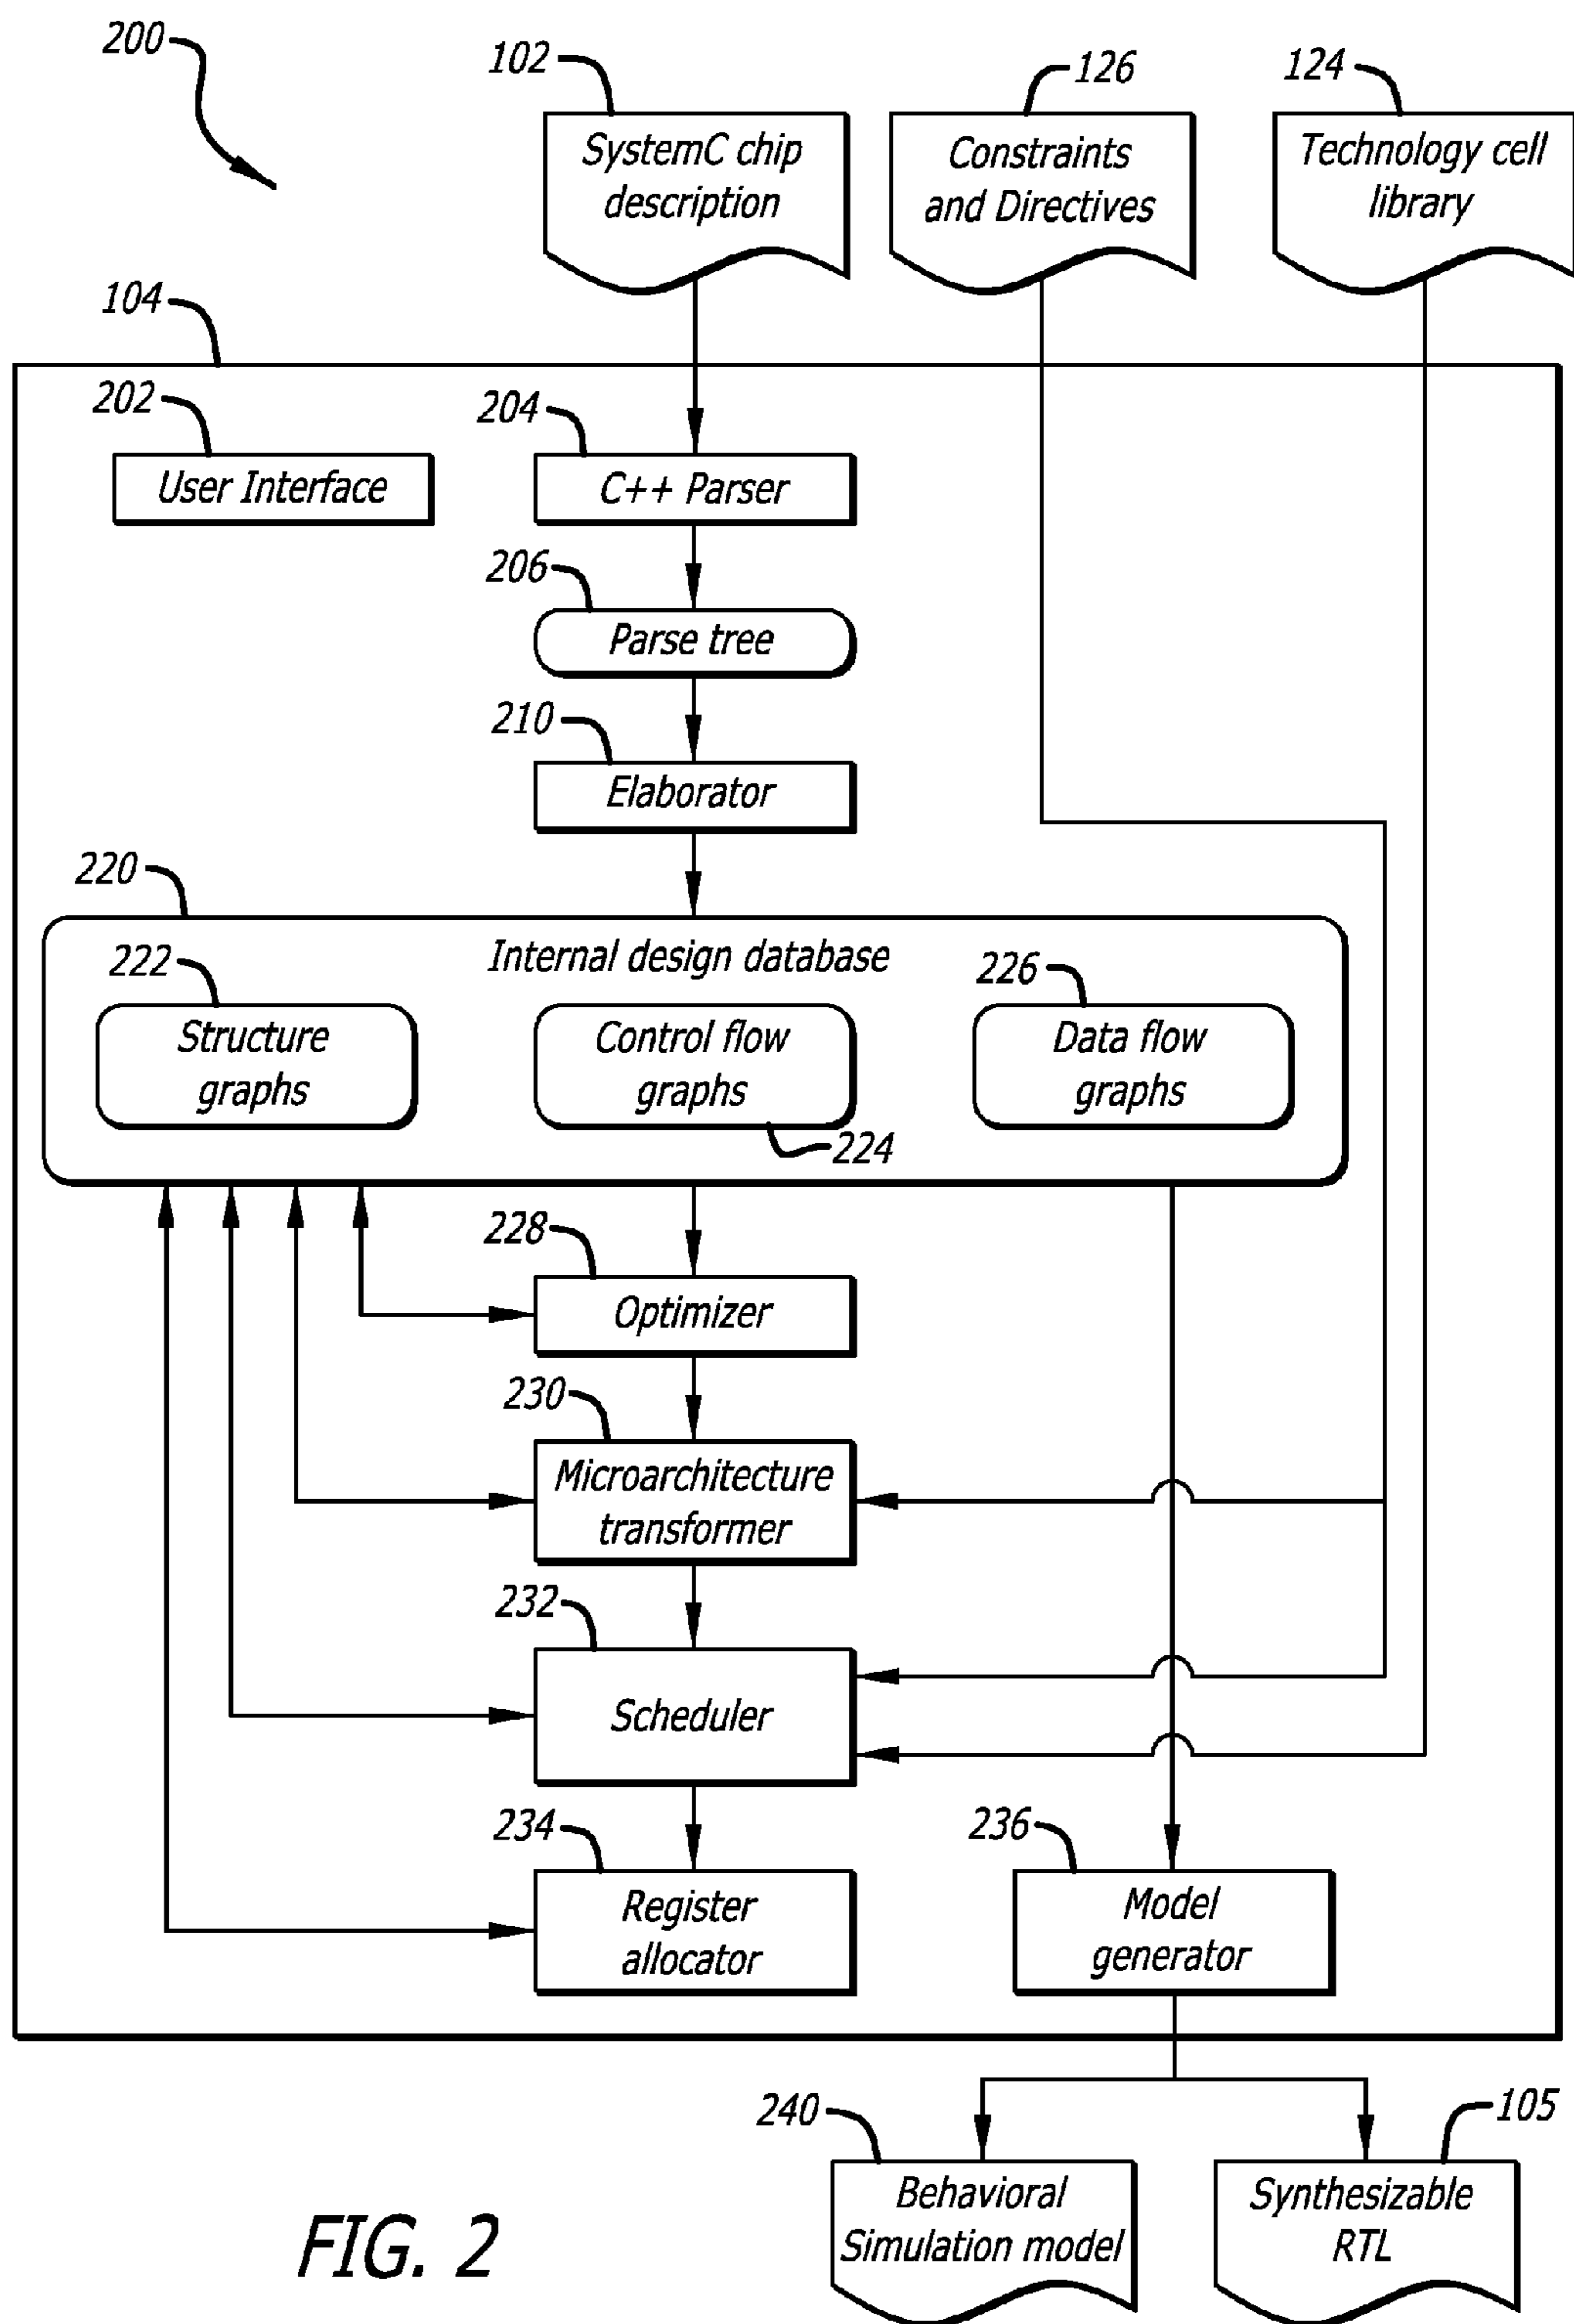 200
102
126
124
SystemC chip
description
Constraints
and Directives
Technology cell
library
104
202
204
User Interface
C++ Parser
206
Parse tree
210
Elaborator
220
Internal design database
222
226
Structure
graphs
Control flow
graphs
Data flow
graphs
224
228
Optimizer
230
Microarchitecture
transformer
232
Scheduler
234
236
Register
allocator
Model
generator
240
105
Behavioral
Simulation model
Synthesizable
RTL
FIG. 2